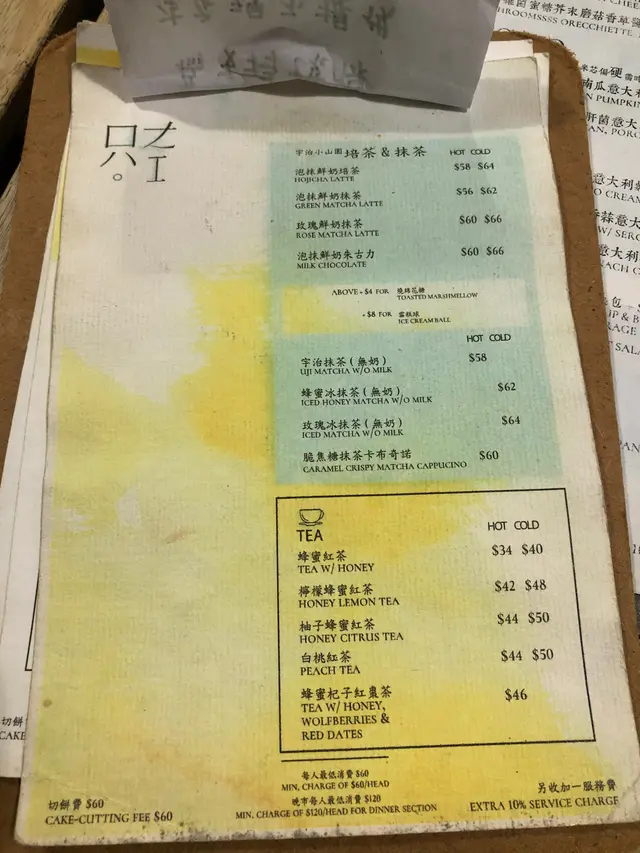 宇治小山園 培茶 & 抹茶 HOT COLD
泡抹鮮奶培茶 $58 $64
HOJICHA LATTE
泡抹鮮奶抹茶 $56 $62
GREEN MATCHA LATTE
玫瑰鮮奶抹茶 $60 $66
ROSE MATCHA LATTE
泡抹鮮奶朱古力 $60 $66
MILK CHOCOLATE
ABOVE + $4 FOR 燒綿花糖
TOASTED MARSHMELLOW
+ $8 FOR 雪糕球
ICE CREAM BALL
HOT COLD
宇治抹茶 ( 無奶 ) $58
UJI MATCHA W/O MILK
蜂蜜冰抹茶 ( 無奶 ) $62
ICED HONEY MATCHA W/O MILK
玫瑰冰抹茶 ( 無奶 ) $64
ICED MATCHA W/O MILK
脆焦糖抹茶卡布奇諾 $60
CARAMEL CRISPY MATCHA CAPPUCINO
TEA HOT COLD
蜂蜜紅茶 $34 $40
TEA W/ HONEY
檸檬蜂蜜紅茶 $42 $48
HONEY LEMON TEA
柚子蜂蜜紅茶 $44 $50
HONEY CITRUS TEA
白桃紅茶 $44 $50
PEACH TEA
蜂蜜杞子紅棗茶 $46
TEA W/ HONEY,
WOLFBERRIES &
RED DATES
每人最低消費 $60
MIN. CHARGE OF $60/HEAD
晚市每人最低消費 $120
MIN. CHARGE OF $120/HEAD FOR DINNER SECTION
切餅費 $60
CAKE-CUTTING FEE $60
另收加一服務費
EXTRA 10% SERVICE CHARGE